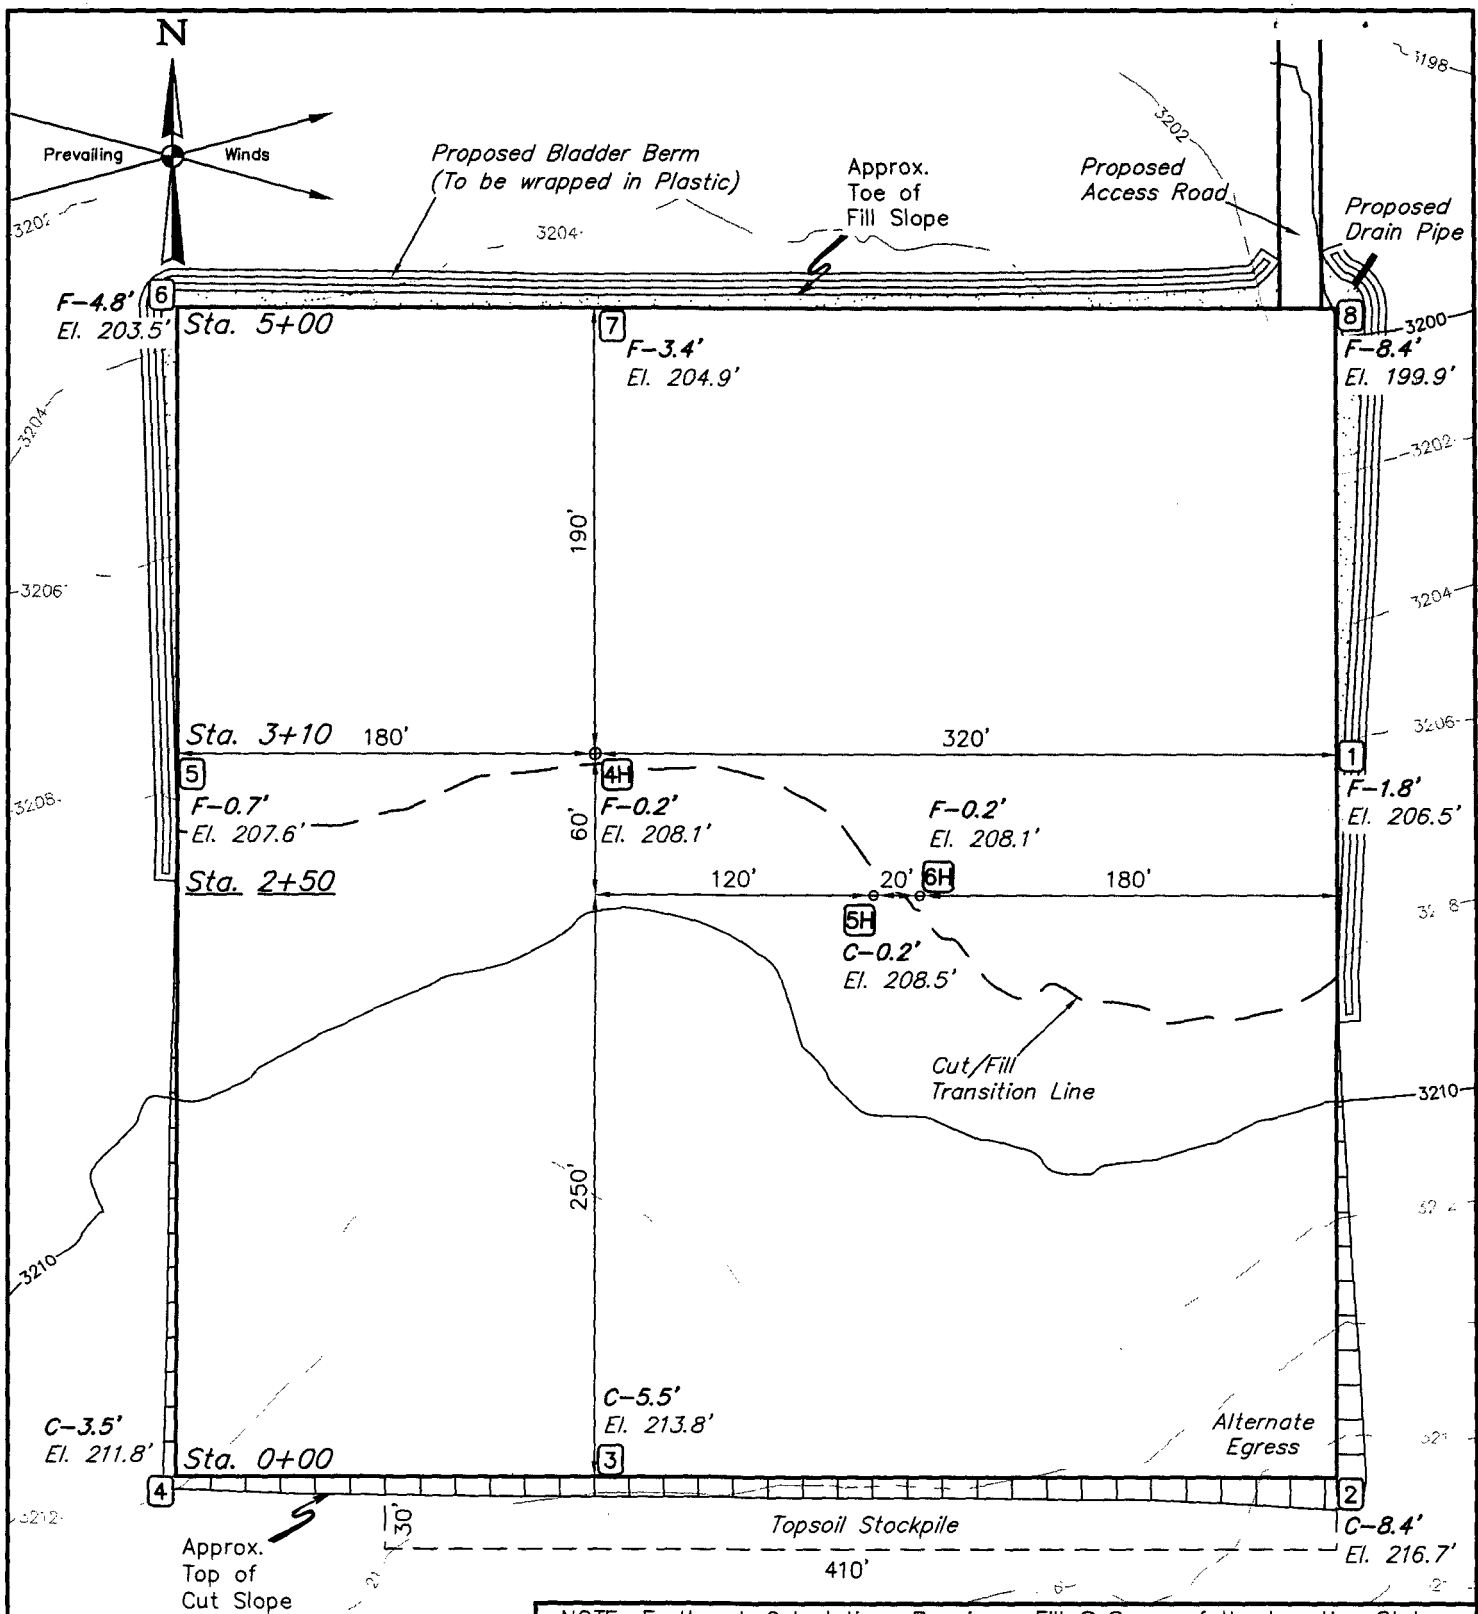 N
3198
3202
Prevailing Winds
Proposed Bladder Berm
(To be wrapped in Plastic)
Approx.
Toe of
Fill Slope
Proposed
Access Road
Proposed
Drain Pipe
3202
3204
6
F-4.8'
El. 203.5'
Sta. 5+00
7
F-3.4'
El. 204.9'
8
3200
F-8.4'
El. 199.9'
3204
3202
190'
3206
3204
Sta. 3+10
180'
320'
3206
5
4H
1
F-0.7'
El. 207.6'
F-0.2'
El. 208.1'
F-0.2'
El. 208.1'
F-1.8'
El. 206.5'
3208
60'
Sta. 2+50
120'
20'
6H
180'
5H
C-0.2'
El. 208.5'
Cut/Fill
Transition Line
3210
250'
3210
C-3.5'
El. 211.8'
Sta. 0+00
C-5.5'
El. 213.8'
3
Alternate
Egress
4
2
3212
30'
Topsoil Stockpile
C-8.4'
El. 216.7'
410'
Approx.
Top of
Cut Slope